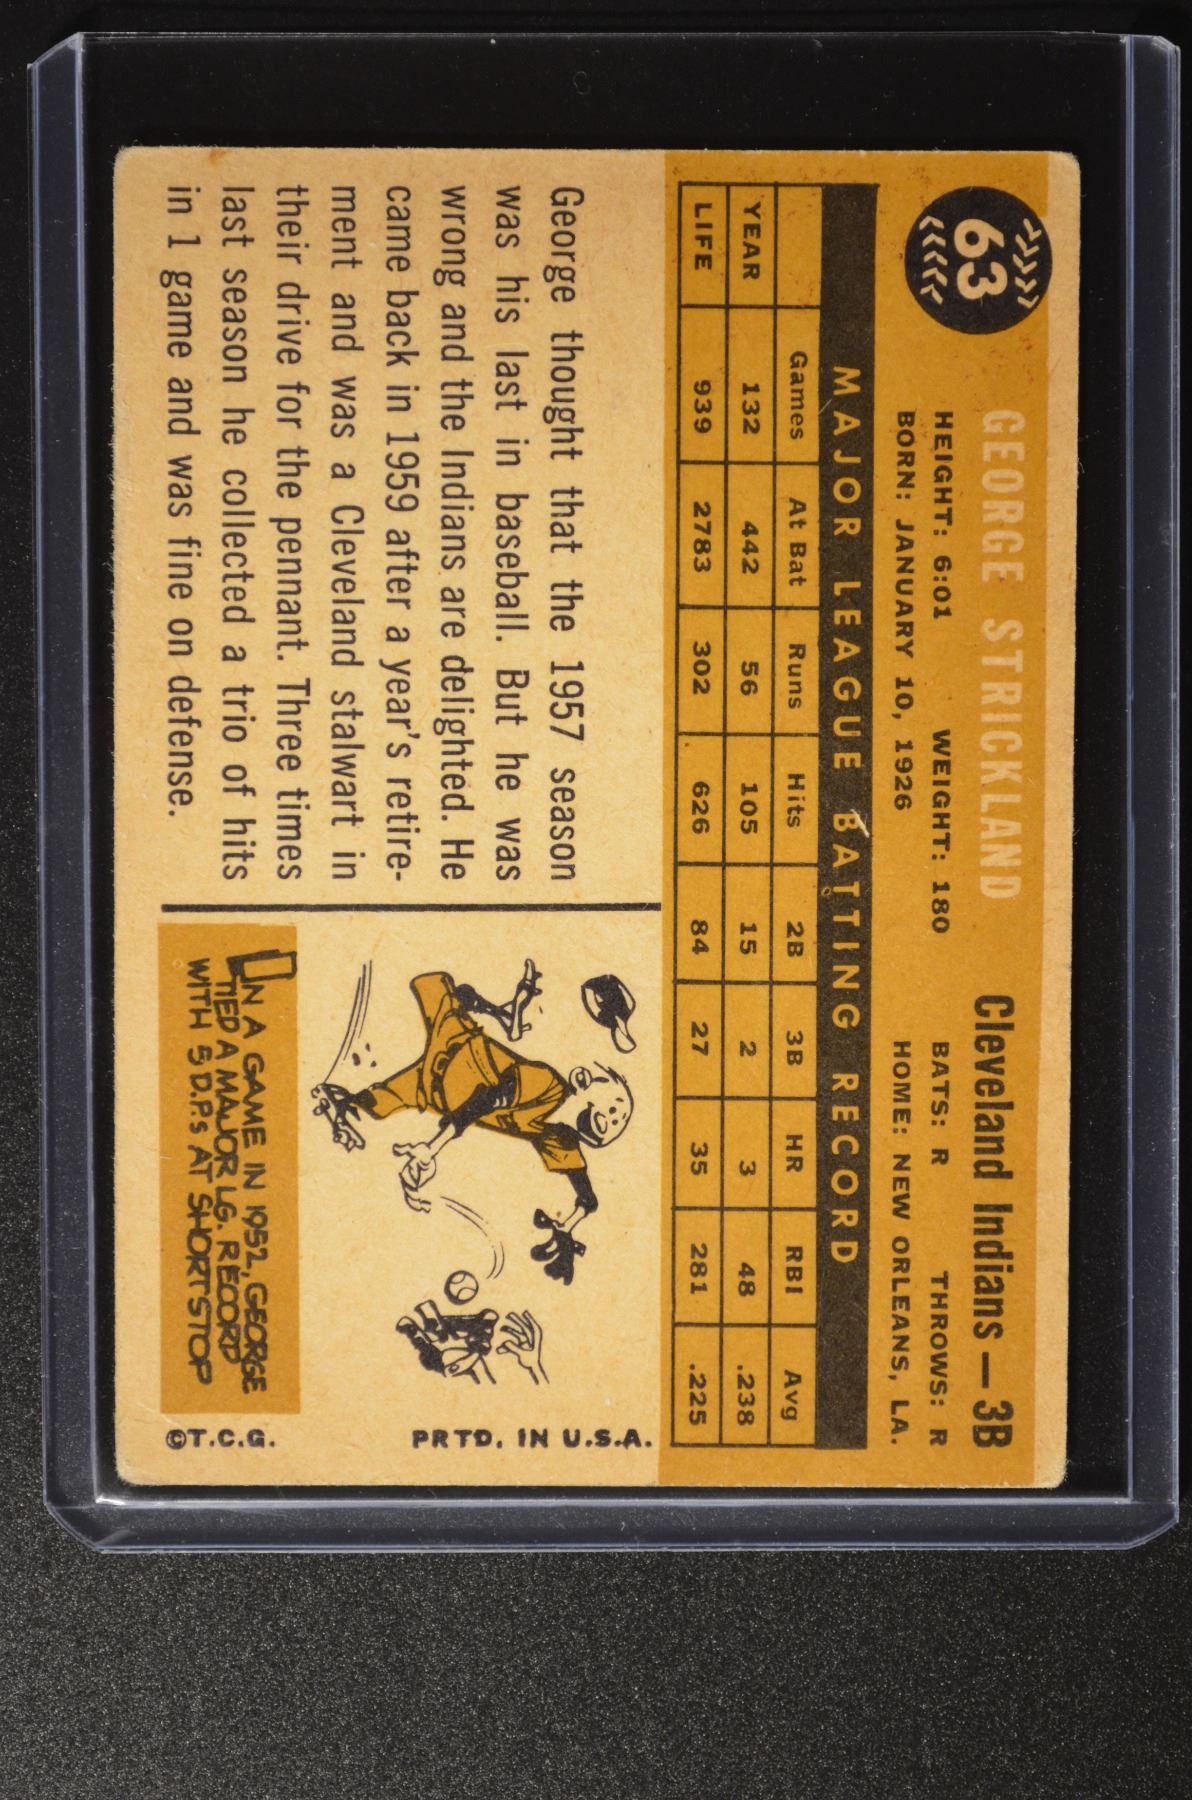 63
GEORGE STRICKLAND Cleveland Indians — 3B
HEIGHT: 6:01 WEIGHT: 180 BATS: R THROWS: R
BORN: JANUARY 10, 1926 HOME: NEW ORLEANS, LA.
MAJOR LEAGUE BATTING RECORD
Games At Bat Runs Hits 2B 3B HR RBI Avg
YEAR 132 442 56 105 15 2 3 48 .238
LIFE 939 2783 302 626 84 27 35 281 .225
George thought that the 1957 season
was his last in baseball. But he was
wrong and the Indians are delighted. He
came back in 1959 after a year's retire-
ment and was a Cleveland stalwart in
their drive for the pennant. Three times
last season he collected a trio of hits
in 1 game and was fine on defense.
IN A GAME IN 1952, GEORGE
TIED A MAJOR LG. RECORD
WITH 5 D.P.s AT SHORTSTOP
©T.C.G. PRTD. IN U.S.A.